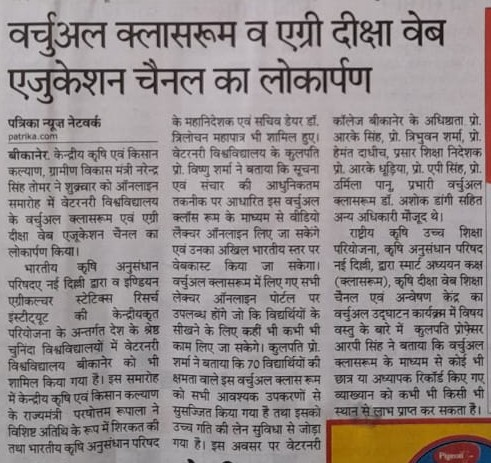 वर्चुअल क्लासरूम व एग्री दीक्षा वेब
एजुकेशन चैनल का लोकार्पण
पत्रिका न्यूज नेटवर्क
patrika.com
बीकानेर. केन्द्रीय कृषि एवं किसान
कल्याण, ग्रामीण विकास मंत्री नरेन्द्र
सिंह तोमर ने शुक्रवार को ऑनलाइन
समारोह में वेटरनरी विश्वविद्यालय
के वर्चुअल क्लासरूम एवं एग्री
दीक्षा वेब एजूकेशन चैनल का
लोकार्पण किया।
भारतीय कृषि अनुसंधान
परिषदए नई दिल्ली द्वारा व इण्डियन
एग्रीकल्चर स्टेटिक्स रिसर्च
इंस्टीट्यूट की केन्द्रीयकृत
परियोजना के अन्तर्गत देश के श्रेष्ठ
चुनिंदा विश्वविद्यालयों में वेटरनरी
विश्वविद्यालय बीकानेर को भी
शामिल किया गया है। इस समारोह
में केन्द्रीय कृषि एवं किसान कल्याण
के राज्यमंत्री परषोतम रूपाला ने
विशिष्ट अतिथि के रूप में शिरकत की
तथा भारतीय कृषि अनुसंधान परिषद
के महानिदेशक एवं सचिव डेयर डॉ.
त्रिलोचन महापात्र भी शामिल हुए।
वेटरनरी विश्वविद्यालय के कुलपति
प्रो. विष्णु शर्मा ने बताया कि सूचना
एवं संचार की आधुनिकतम
तकनीक पर आधारित इस वर्चुअल
क्लॉस रूम के माध्यम से वीडियो
लेक्चर ऑनलाइन लिए जा सकेंगे
एवं उनका अखिल भारतीय स्तर पर
वेबकास्ट किया जा सकेगा।
वर्चुअल क्लासरूम में लिए गए सभी
लेक्चर ऑनलाइन पोर्टल पर
उपलब्ध होंगे जो कि विद्यार्थियों के
सीखने के लिए कहीं भी कभी भी
काम लिए जा सकेंगे। कुलपति प्रो.
शर्मा ने बताया कि 70 विद्यार्थियों की
क्षमता वाले इस वर्चुअल क्लास रूम
को सभी आवश्यक उपकरणों से
सुसज्जित किया गया है तथा इसको
उच्च गति की लेन सुविधा से जोड़ा
गया है। इस अवसर पर वेटरनरी
कॉलेज बीकानेर के अधिष्ठाता प्रो.
आरके सिंह, प्रो. त्रिभुवन शर्मा, प्रो.
हेमंत दाधीच, प्रसार शिक्षा निदेशक
प्रो. आरके धूड़िया, प्रो. एपी सिंह, प्रो.
उर्मिला पानू, प्रभारी वर्चुअल
क्लासरूम डॉ. अशोक डांगी सहित
अन्य अधिकारी मौजूद थे।
राष्ट्रीय कृषि उच्च शिक्षा
परियोजना, कृषि अनुसंधान परिषद
नई दिल्ली, द्वारा स्मार्ट अध्ययन कक्ष
(क्लासरूम), कृषि दीक्षा वेब शिक्षा
चैनल एवं अन्वेषण केंद्र का
वर्चुअल उद्घाटन कार्यक्रम में विषय
वस्तु के बारे में कुलपति प्रोफेसर
आरपी सिंह ने बताया कि वर्चुअल
क्लासरूम के माध्यम से कोई भी
छात्र या अध्यापक रिकॉर्ड किए गए
व्याख्यान को कभी भी किसी भी
स्थान से लाभ प्राप्त कर सकता है।
Pigeon